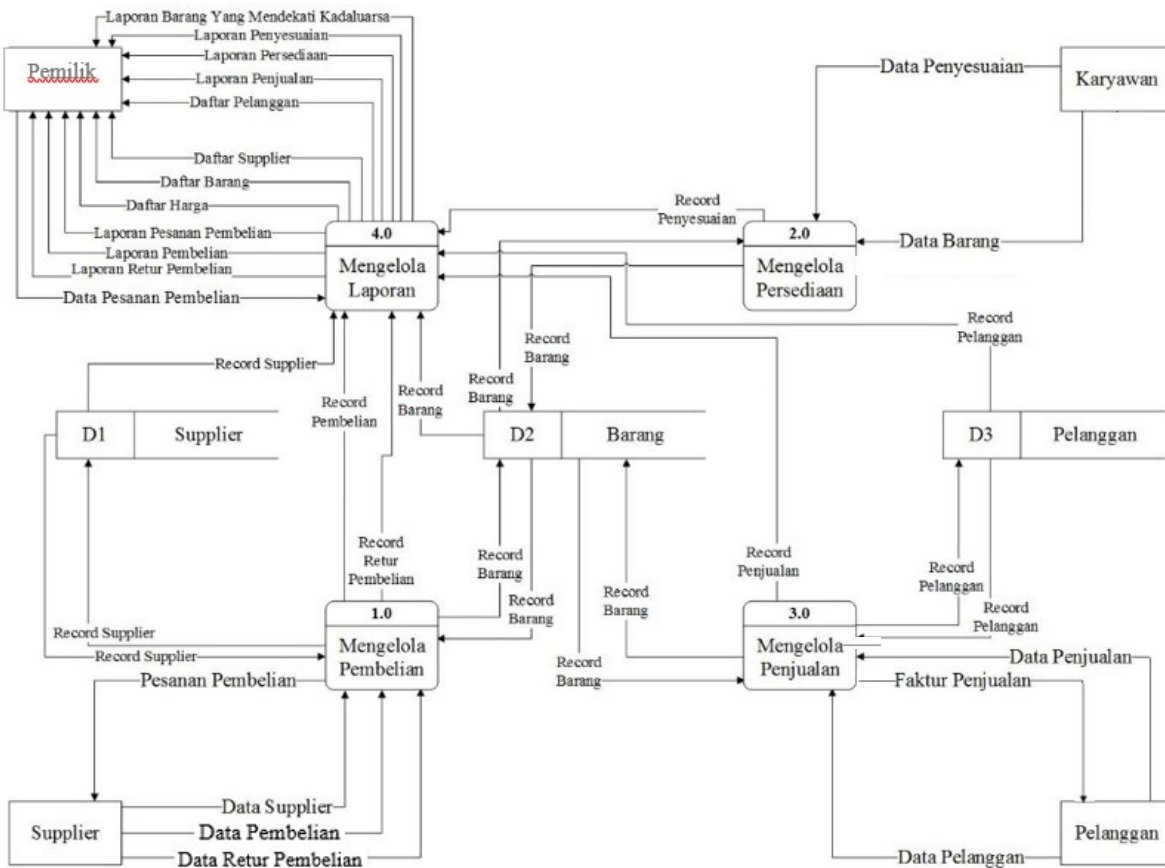 Laporan Barang Yang Mendekati Kadaluarsa
Laporan Penyesuaian
Laporan Persediaan
Laporan Penjualan
Daftar Pelanggan
Pemilik
Daftar Supplier
Daftar Barang
Daftar Harga
Laporan Pesanan Pembelian
Laporan Pembelian
Laporan Retur Pembelian
Data Pesanan Pembelian
4.0
Mengelola
Laporan
Record
Penyesuaian
2.0
Mengelola
Persediaan
Data Penyesuaian
Karyawan
Data Barang
Record Supplier
Record
Pembelian
Record
Barang
Record
Barang
Record
Barang
Record
Pelanggan
D1
Supplier
D2
Barang
D3
Pelanggan
Record
Retur
Pembelian
Record
Barang
Record
Barang
Record
Barang
Record
Barang
Record
Penjualan
Record
Pelanggan
Record
Pelanggan
1.0
Mengelola
Pembelian
3.0
Mengelola
Penjualan
Record Supplier
Record Supplier
Pesanan Pembelian
Data Penjualan
Faktur Penjualan
Supplier
Data Supplier
Data Pembelian
Data Retur Pembelian
Pelanggan
Data Pelanggan